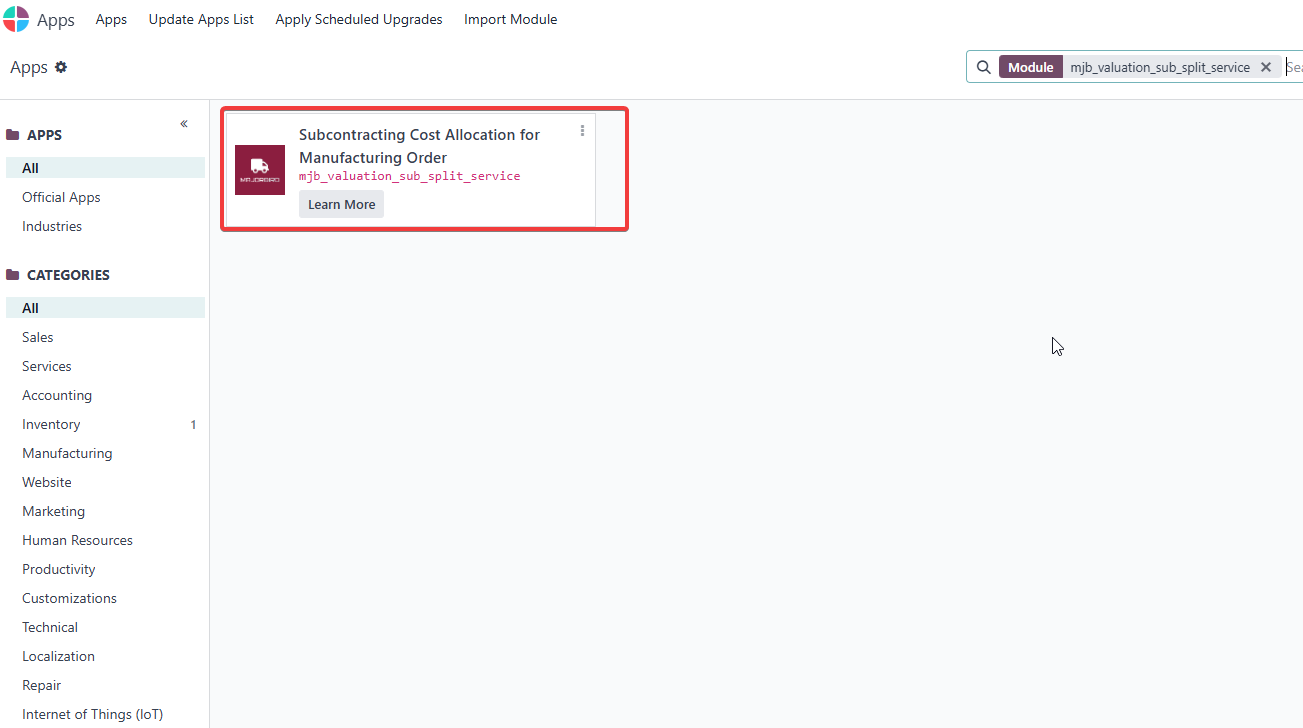 Apps Apps Update Apps List Apply Scheduled Upgrades Import Module
Apps
Module mjb_valuation_sub_split_service
APPS
All
Official Apps
Industries
CATEGORIES
All
Sales
Services
Accounting
Inventory 1
Manufacturing
Website
Marketing
Human Resources
Productivity
Customizations
Technical
Localization
Repair
Internet of Things (IoT)
Subcontracting Cost Allocation for
Manufacturing Order
mjb_valuation_sub_split_service
Learn More